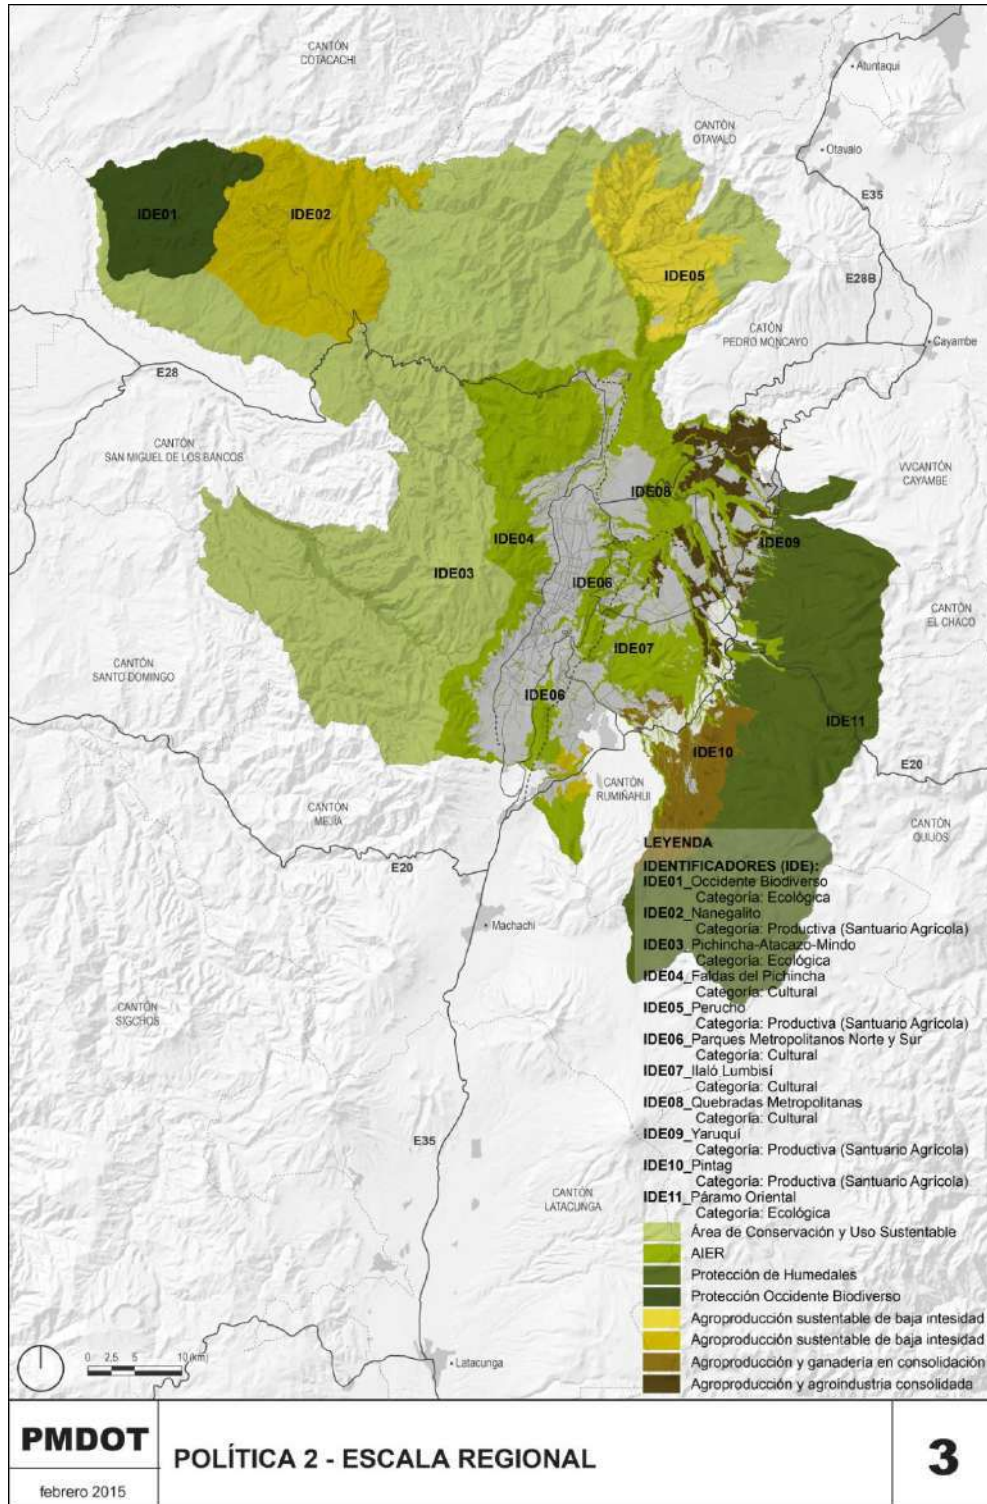 CANTÓN
COTACACHI
Atuntaqui
CANTÓN
OTAVALO
Otavalo
E35
IDE01
IDE02
IDE05
E28B
CATÓN
PEDRO MONCAYO
Cayambe
E28
CANTÓN
SAN MIGUEL DE LOS BANCOS
VVCANTÓN
CAYAMBE
IDE08
IDE04
IDE09
IDE03
IDE06
CANTÓN
EL CHACO
IDE07
CANTÓN
SANTO DOMINGO
IDE06
IDE11
IDE10
E20
CANTÓN
RUMIÑAHUI
CANTÓN
MEJÍA
CANTÓN
QUIJOS
E20
Machachi
CANTÓN
SIGCHOS
E35
CANTÓN
LATACUNGA
Latacunga
LEYENDA
IDENTIFICADORES (IDE):
IDE01_Occidente Biodiverso
Categoría: Ecológica
IDE02_Nanegalito
Categoría: Productiva (Santuario Agrícola)
IDE03_Pichincha-Atacazo-Mindo
Categoría: Ecológica
IDE04_Faldas del Pichincha
Categoría: Cultural
IDE05_Perucho
Categoría: Productiva (Santuario Agrícola)
IDE06_Parques Metropolitanos Norte y Sur
Categoría: Cultural
IDE07_Ilaló Lumbisí
Categoría: Cultural
IDE08_Quebradas Metropolitanas
Categoría: Cultural
IDE09_Yaruquí
Categoría: Productiva (Santuario Agrícola)
IDE10_Pintag
Categoría: Productiva (Santuario Agrícola)
IDE11_Páramo Oriental
Categoría: Ecológica
Área de Conservación y Uso Sustentable
AIER
Protección de Humedales
Protección Occidente Biodiverso
Agroproducción sustentable de baja intesidad
Agroproducción sustentable de baja intesidad
Agroproducción y ganadería en consolidación
Agroproducción y agroindustria consolidada
0 2,5 5 10 (km)
PMDOT
febrero 2015
POLÍTICA 2 - ESCALA REGIONAL
3